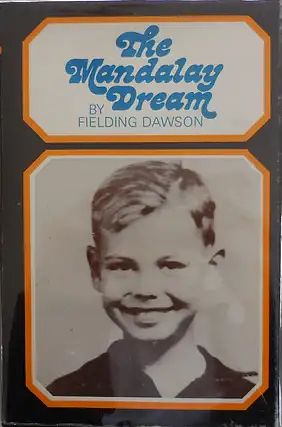 The
Mandalay
Dream
BY
FIELDING DAWSON